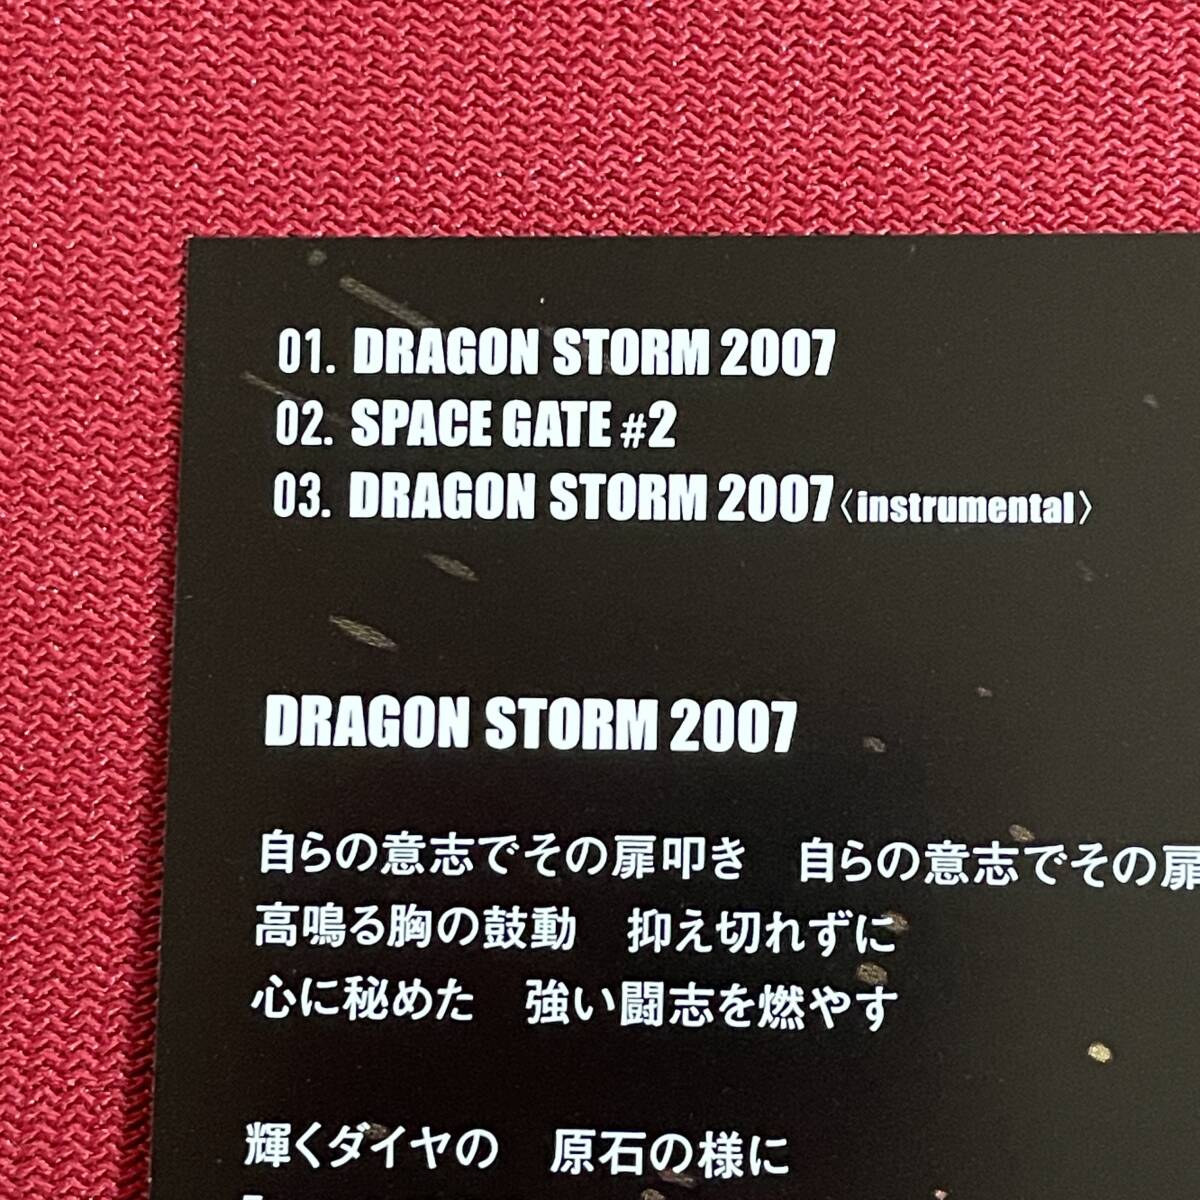 01. DRAGON STORM 2007
02. SPACE GATE #2
03. DRAGON STORM 2007〈instrumental〉
DRAGON STORM 2007
自らの意志でその扉叩き　自らの意志でその扉
高鳴る胸の鼓動　抑え切れずに
心に秘めた　強い闘志を燃やす
輝くダイヤの　原石の様に